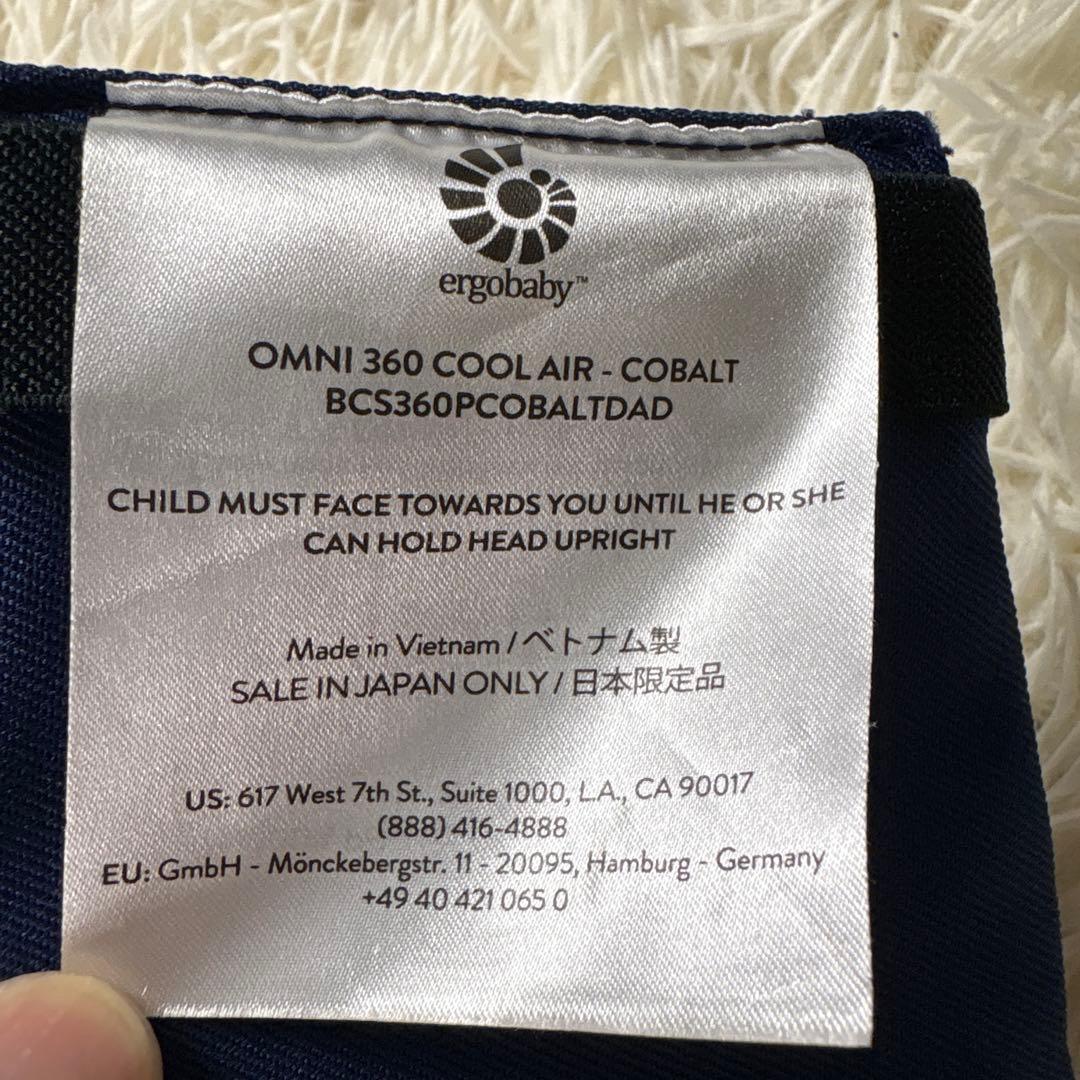 ergobaby™
OMNI 360 COOL AIR - COBALT
BCS360PCOBALTDAD
CHILD MUST FACE TOWARDS YOU UNTIL HE OR SHE
CAN HOLD HEAD UPRIGHT
Made in Vietnam / ベトナム製
SALE IN JAPAN ONLY / 日本限定品
US: 617 West 7th St., Suite 1000, L.A., CA 90017
(888) 416-4888
EU: GmbH - Mönckebergstr. 11 - 20095, Hamburg - Germany
+49 40 421 065 0